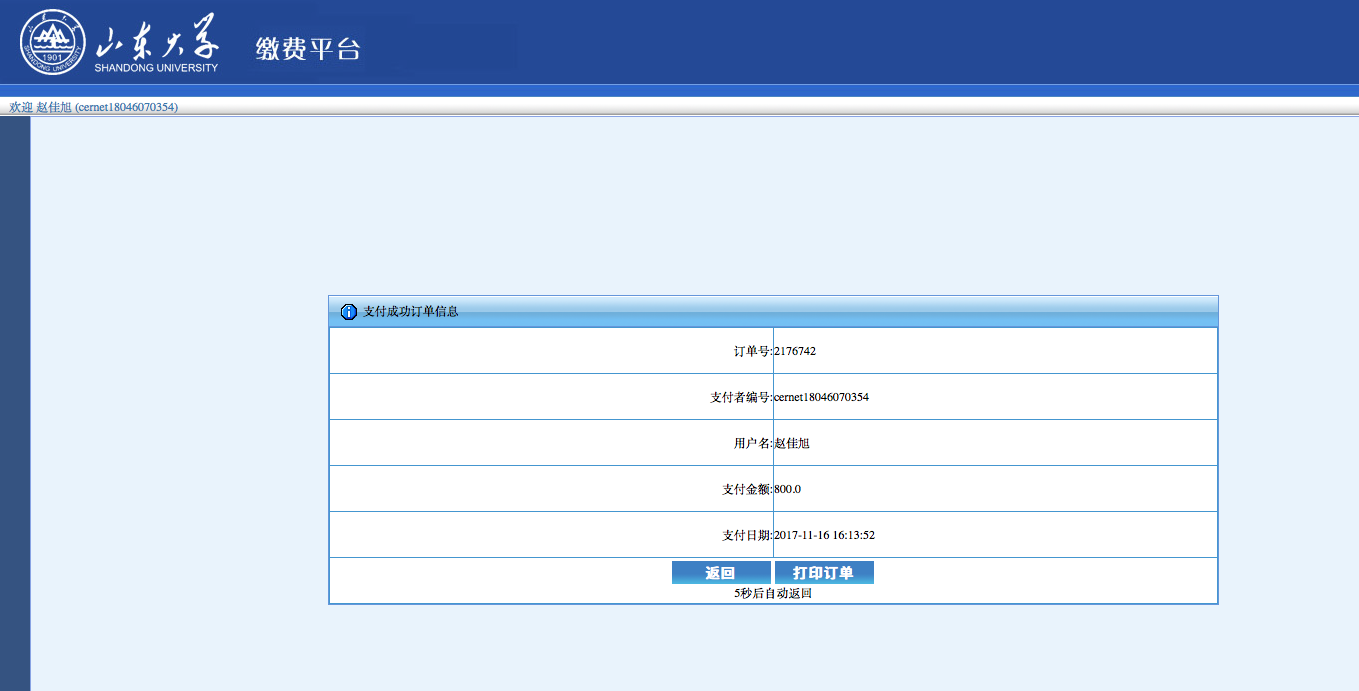 山东大学
SHANDONG UNIVERSITY
1901
缴费平台
欢迎 赵佳旭 (cernet18046070354)
支付成功订单信息
订单号:2176742
支付者编号:cernet18046070354
用户名:赵佳旭
支付金额:800.0
支付日期:2017-11-16 16:13:52
返回 打印订单
5秒后自动返回